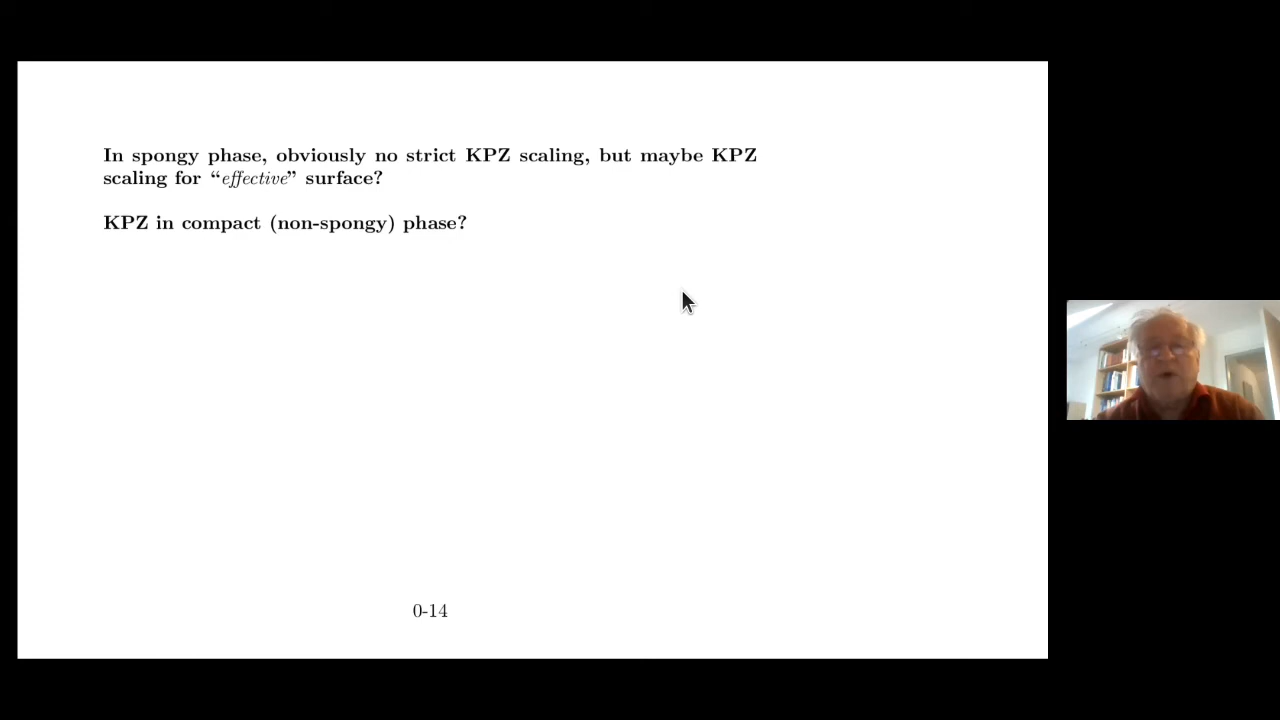 In spongy phase, obviously no strict KPZ scaling, but maybe KPZ
scaling for “effective” surface?
KPZ in compact (non-spongy) phase?
0-14